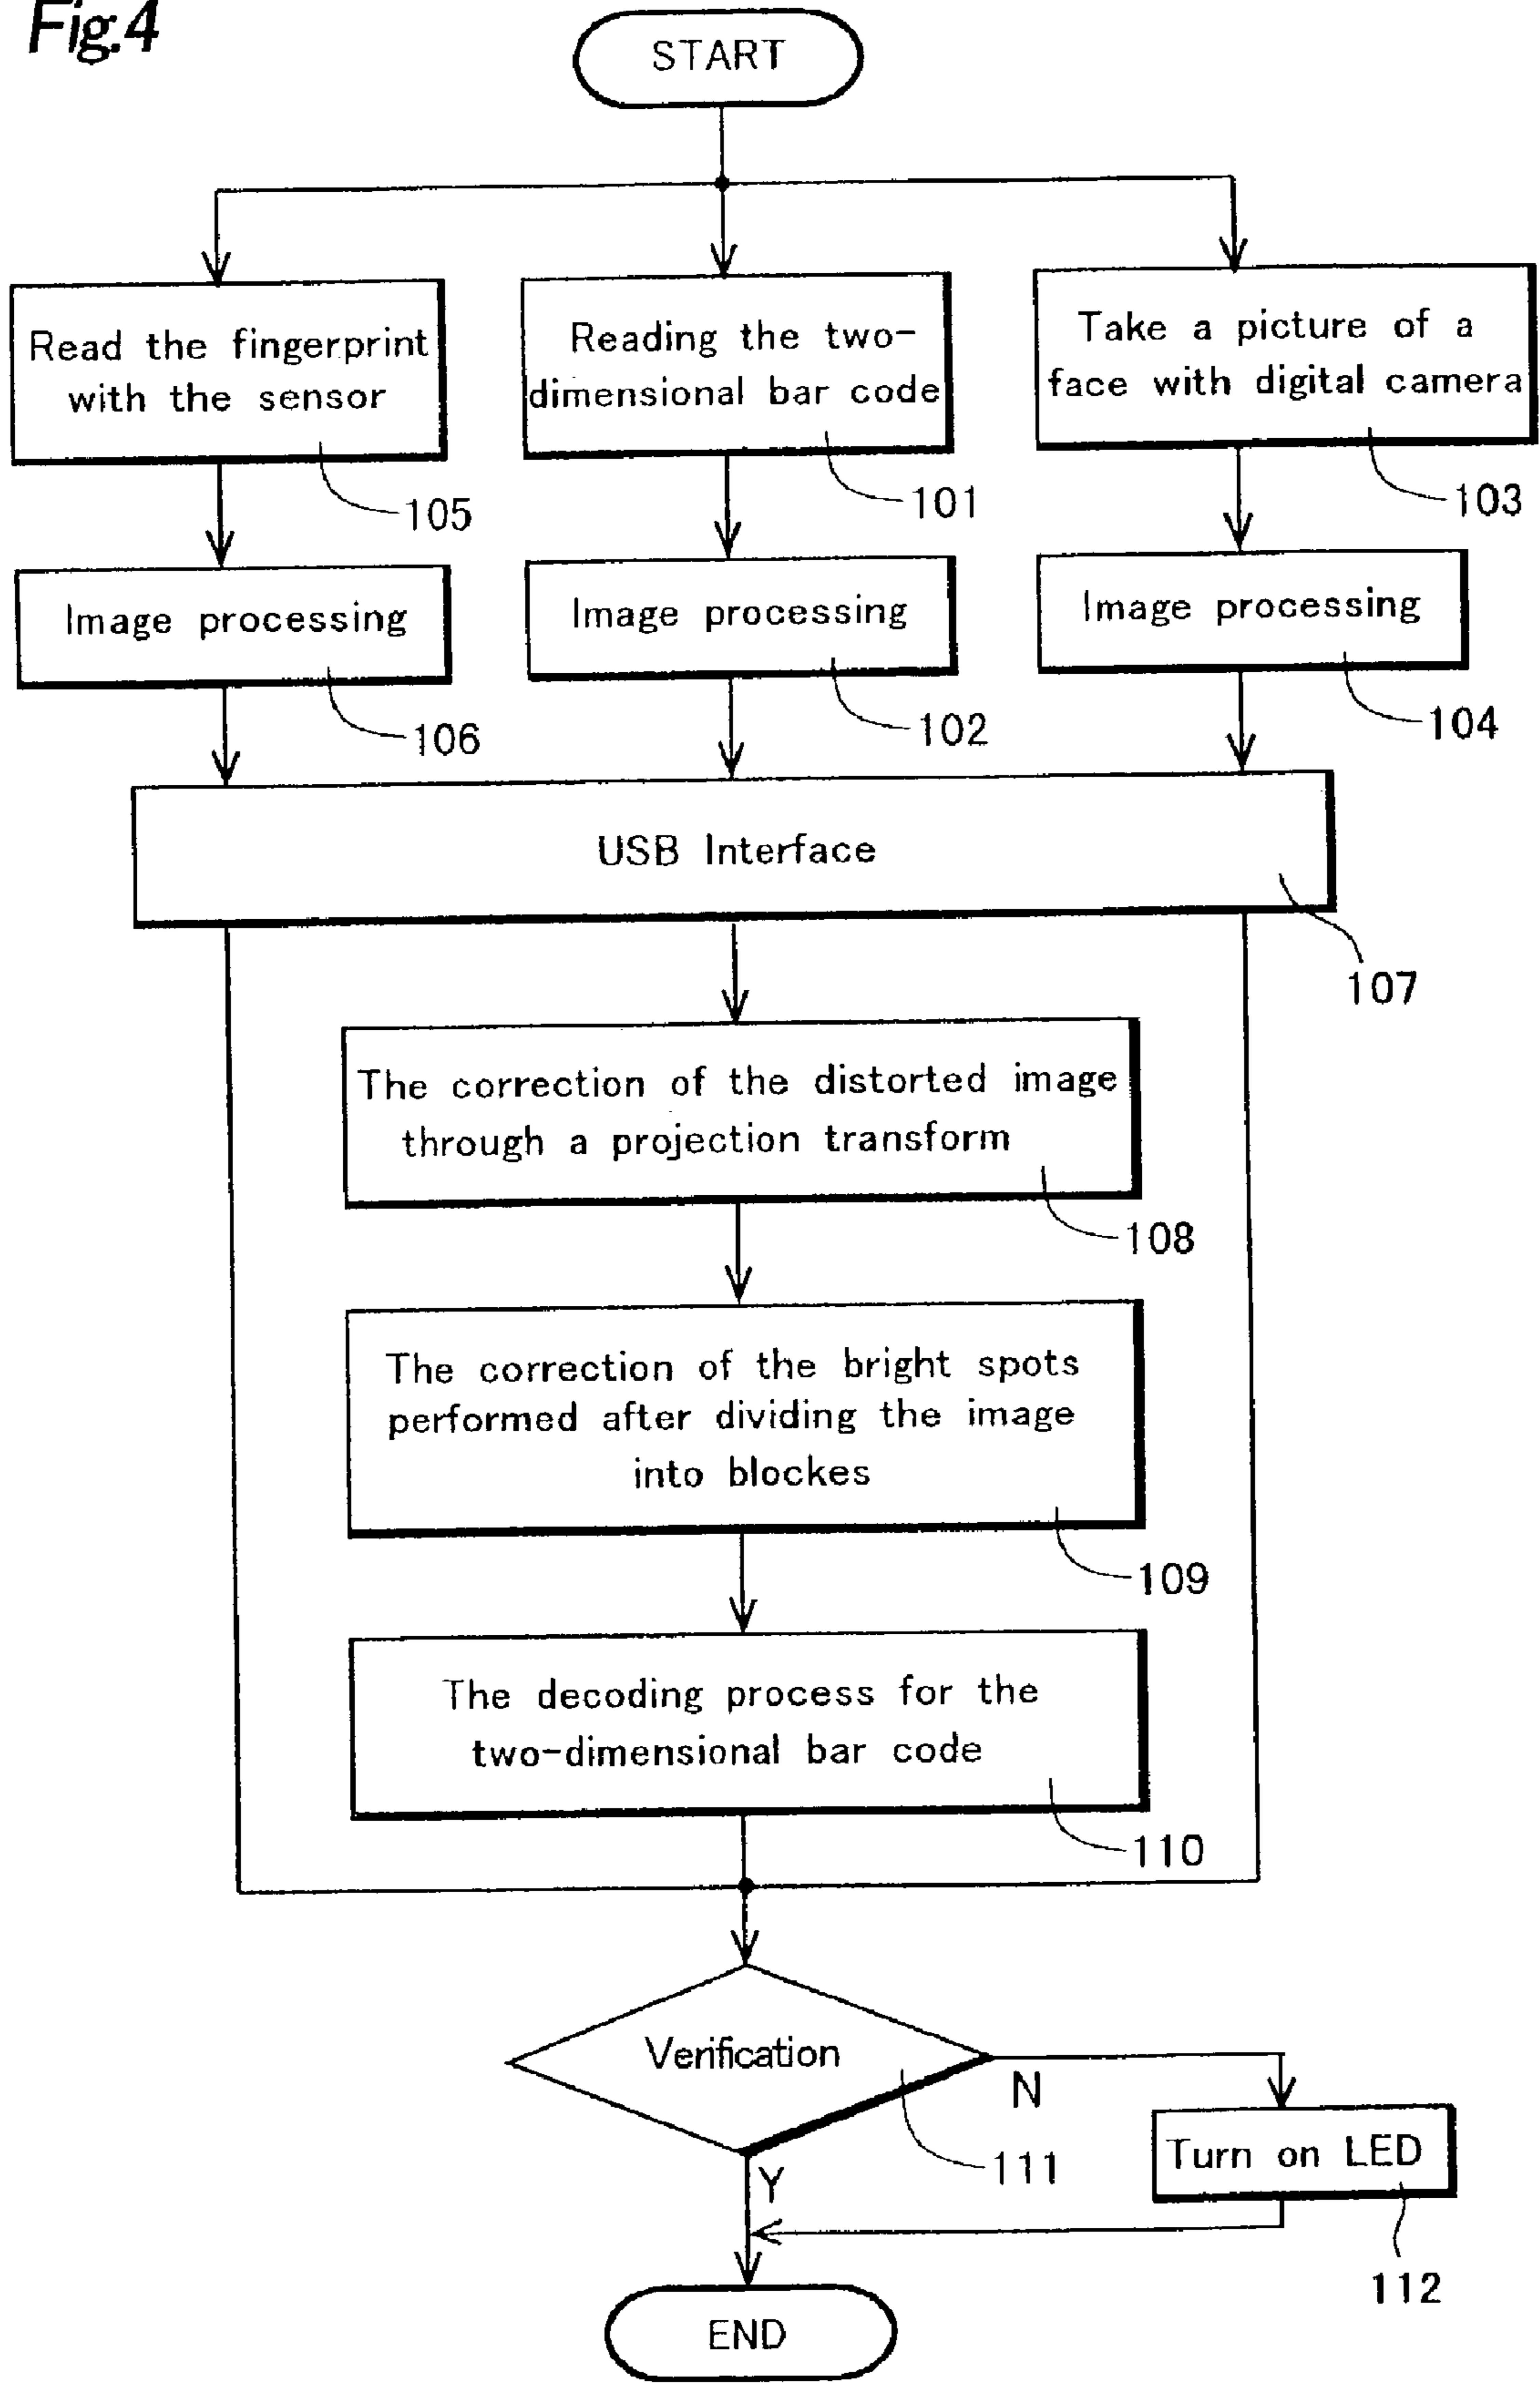 Fig.4
START
Read the fingerprint
with the sensor
105
Reading the two-
dimensional bar code
101
Take a picture of a
face with digital camera
103
Image processing
106
Image processing
102
Image processing
104
USB Interface
107
The correction of the distorted image
through a projection transform
108
The correction of the bright spots
performed after dividing the image
into blockes
109
The decoding process for the
two-dimensional bar code
110
Verification
111
N
Y
Turn on LED
112
END